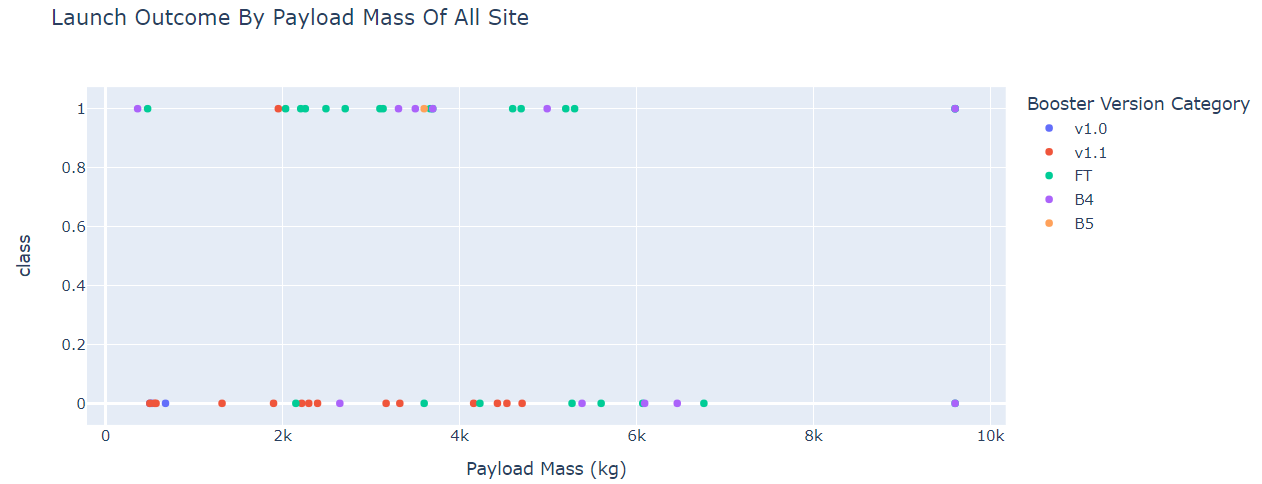 Launch Outcome By Payload Mass Of All Site
Booster Version Category
v1.0
v1.1
FT
B4
B5
class
1
0.8
0.6
0.4
0.2
0
0 2k 4k 6k 8k 10k
Payload Mass (kg)